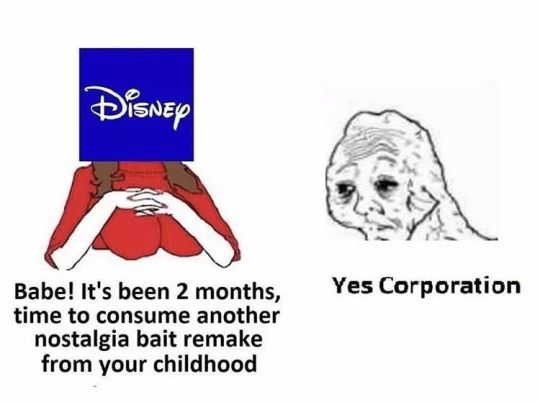 Disney
Babe! It's been 2 months,
time to consume another
nostalgia bait remake
from your childhood
Yes Corporation